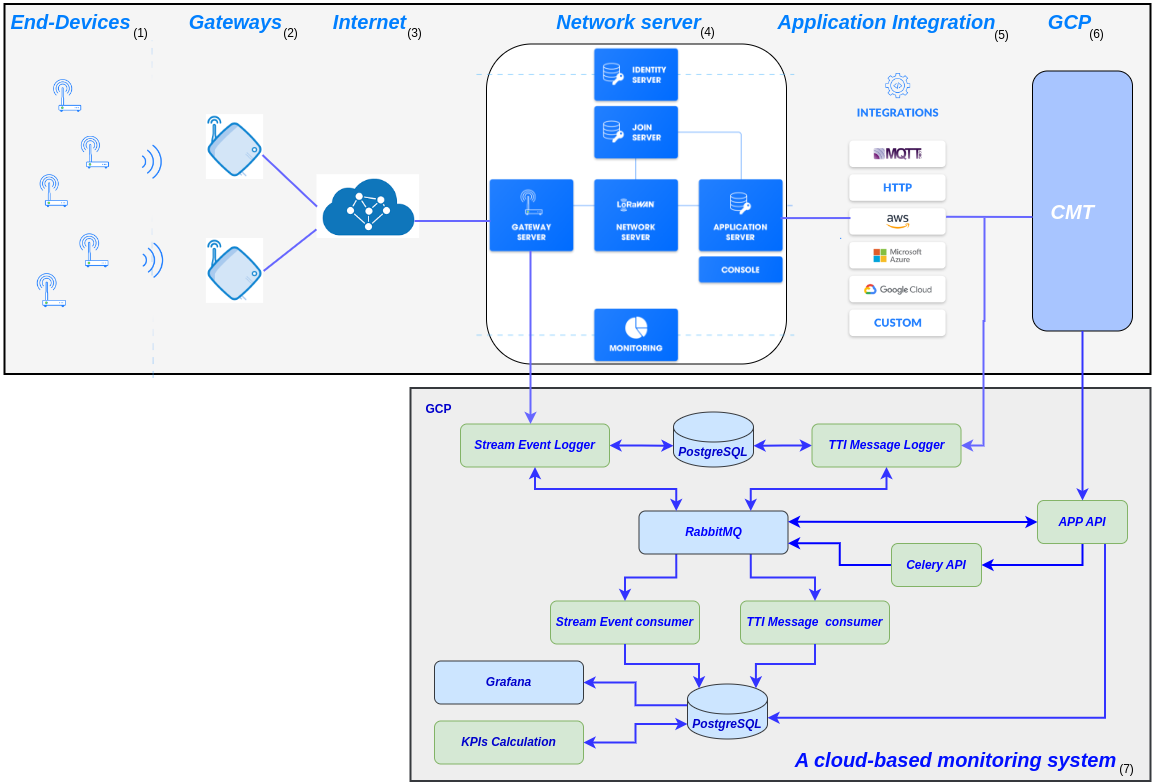 End-Devices (1)
Gateways (2)
Internet (3)
Network server (4)
Application Integration (5)
GCP (6)
IDENTITY
SERVER
JOIN
SERVER
GATEWAY
SERVER
LoRaWAN
NETWORK
SERVER
APPLICATION
SERVER
CONSOLE
MONITORING
INTEGRATIONS
MQTT
HTTP
aws
Microsoft
Azure
Google Cloud
CUSTOM
CMT
GCP
Stream Event Logger
PostgreSQL
TTI Message Logger
RabbitMQ
APP API
Celery API
Stream Event consumer
TTI Message consumer
Grafana
PostgreSQL
KPIs Calculation
A cloud-based monitoring system (7)